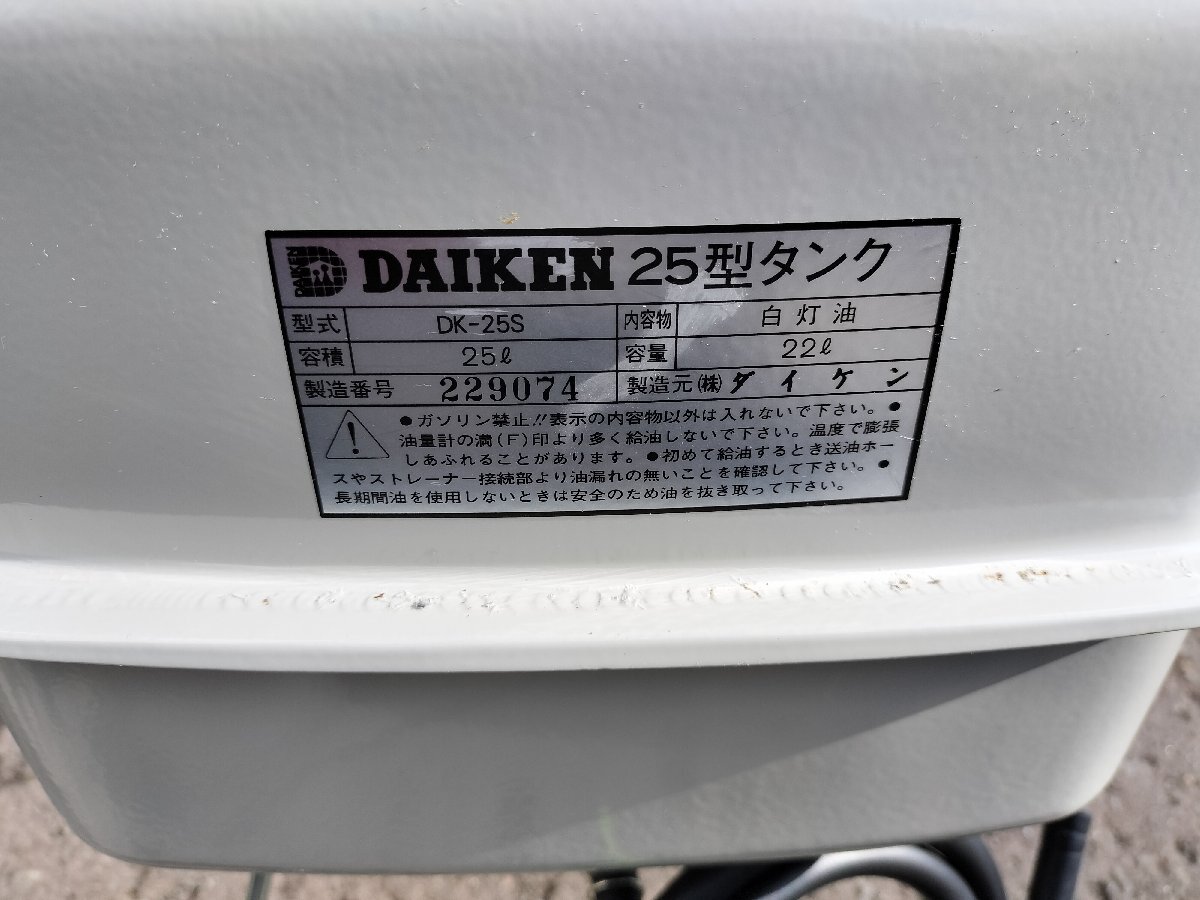 DAIKEN DAIKEN 25型タンク
型式 DK-25S 内容物 白灯油
容積 25ℓ 容量 22ℓ
製造番号 229074 製造元 (株) ダイケン
●ガソリン禁止!!表示の内容物以外は入れないで下さい。●
油量計の満(F)印より多く給油しないで下さい。温度で膨張
しあふれることがあります。●初めて給油するとき送油ホー
スやストレーナー接続部より油漏れの無いことを確認して下さい。●
長期間油を使用しないときは安全のため油を抜き取って下さい。